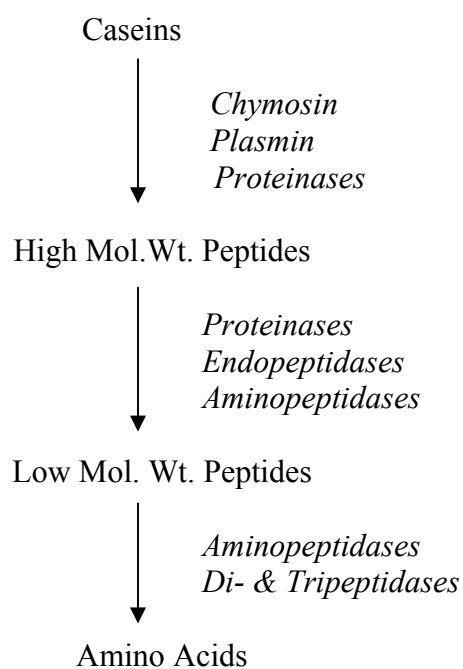 Caseins
Chymosin
Plasmin
Proteinases
High Mol.Wt. Peptides
Proteinases
Endopeptidases
Aminopeptidases
Low Mol. Wt. Peptides
Aminopeptidases
Di- & Tripeptidases
Amino Acids